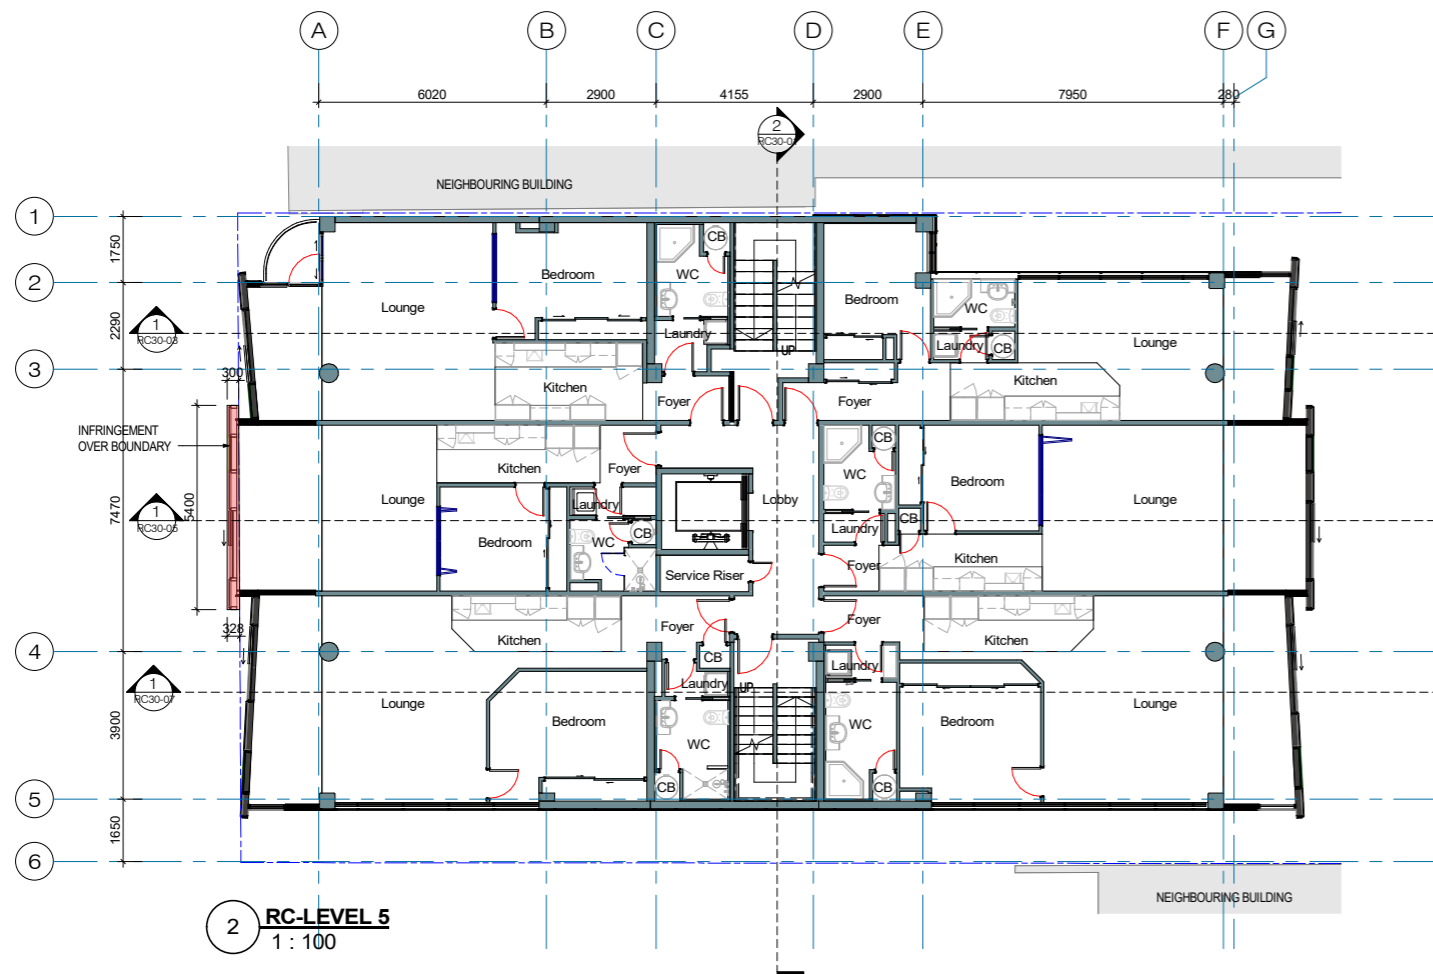 A B C D E F G
6020 2900 4155 2900 7950 280
2
NEIGHBOURING BUILDING
1
1750
CB CB
WC
Bedroom
2
Lounge
Bedroom
WC
2290
1
RC30-03
Laundry
UP
Laundry
CB
Lounge
3
300
Kitchen
Foyer
Foyer
Kitchen
INFRINGEMENT
OVER BOUNDARY
CB
Kitchen
Foyer
WC
Bedroom
7470
5400
Lounge
Laundry
Lobby
Lounge
1
RC30-05
Laundry
CB
Bedroom
WC
CB
Kitchen
Foyer
Service Riser
328
Foyer
Foyer
Kitchen
Kitchen
4
CB
Laundry
1
RC30-07
Laundry
UP
3900
Lounge
Bedroom
WC
WC
Bedroom
Lounge
CB
CB
5
1650
6
NEIGHBOURING BUILDING
2
RC-LEVEL 5
1 : 100